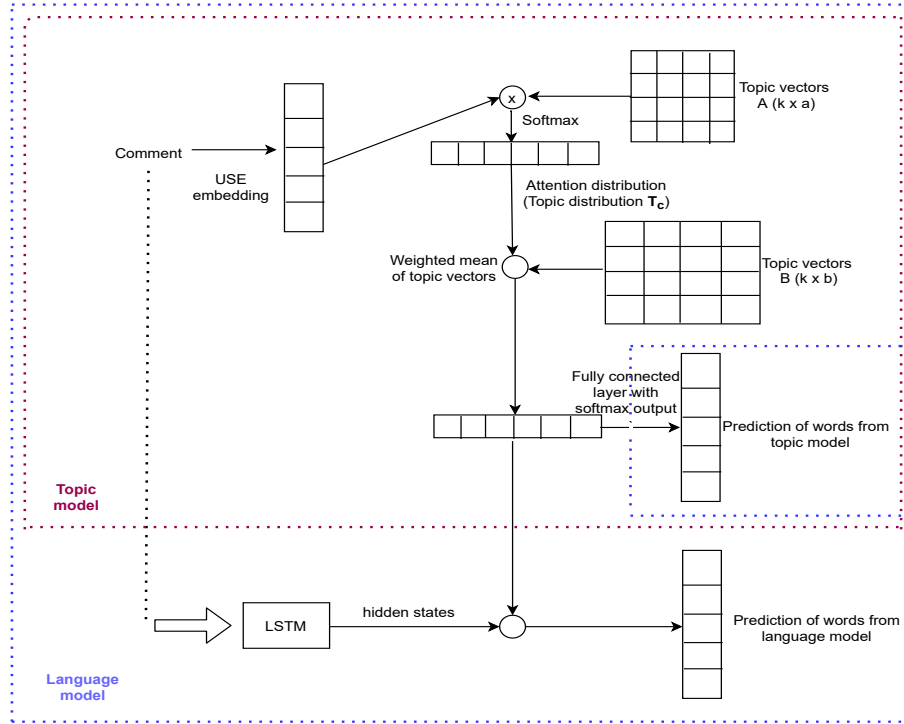 x
Topic vectors
A (k x a)
Softmax
Comment
USE
embedding
Attention distribution
(Topic distribution Tc)
Weighted mean
of topic vectors
Topic vectors
B (k x b)
Fully connected
layer with
softmax output
Prediction of words from
topic model
Topic
model
hidden states
LSTM
Prediction of words from
language model
Language
model